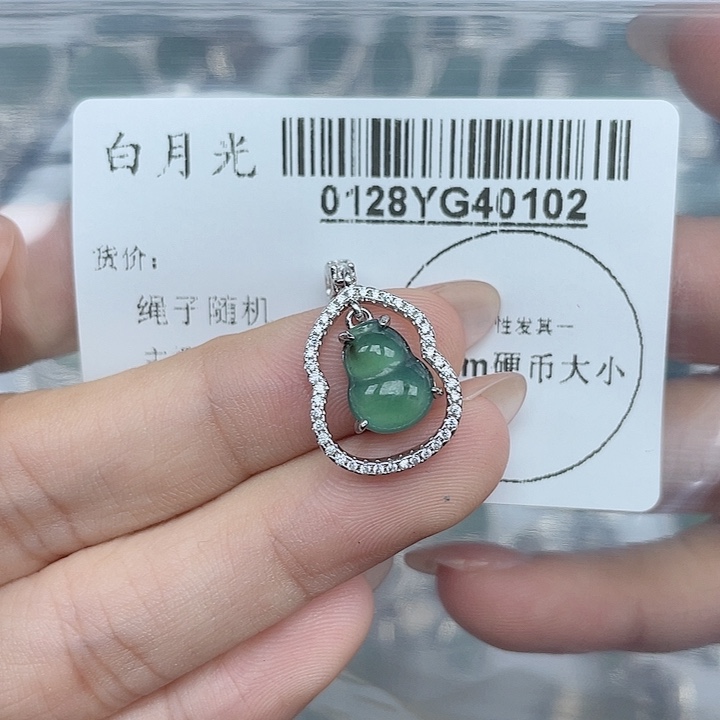 白月光
0128YG40102
货价:
绳子随机
性发其一
m硬币大小